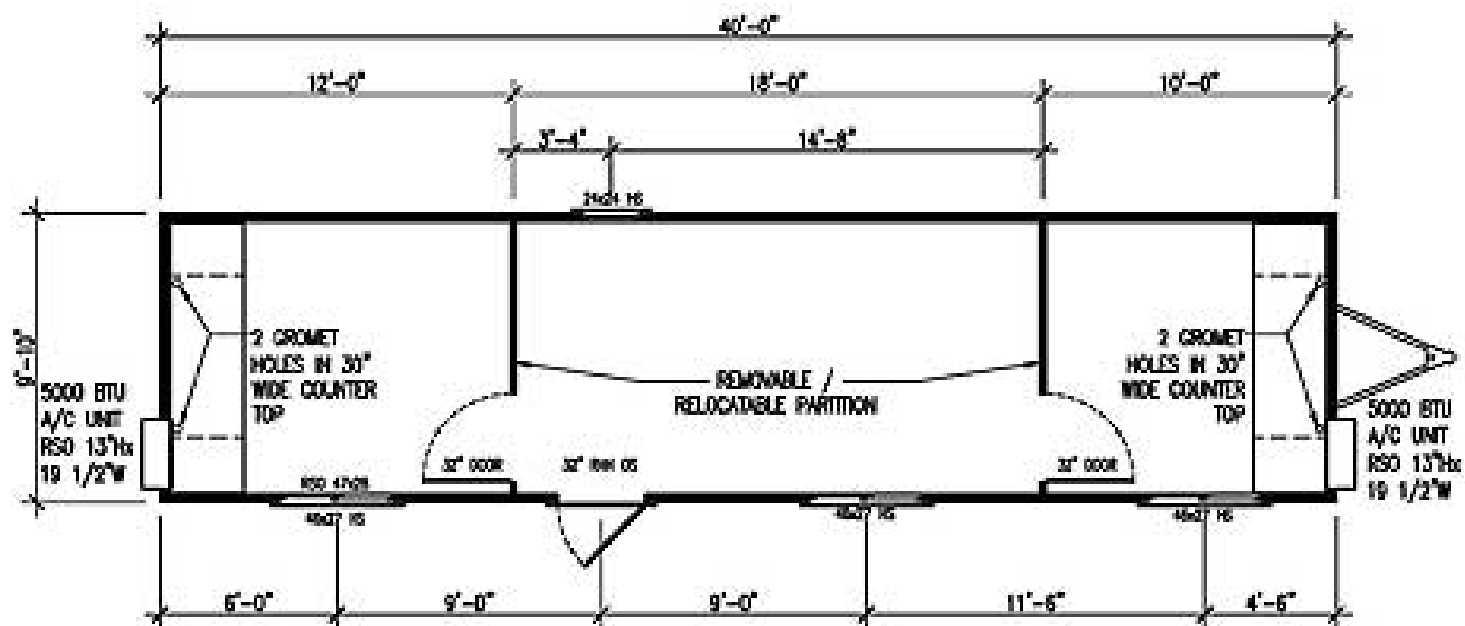 40'-0"
12'-0"
18'-0"
10'-0"
3'-4"
14'-8"
24x24 HS
9'-10"
2 GROMET
HOLES IN 30"
WIDE COUNTER
TOP
2 GROMET
HOLES IN 30"
WIDE COUNTER
TOP
REMOVABLE /
RELOCATABLE PARTITION
5000 BTU
A/C UNIT
RSO 13"Hx
19 1/2"W
5000 BTU
A/C UNIT
RSO 13"Hx
19 1/2"W
32" DOOR
32"
32" DOOR
RSO
46x27 HS
46x27 HS
46x27 HS
6'-0"
9'-0"
9'-0"
11'-6"
4'-6"